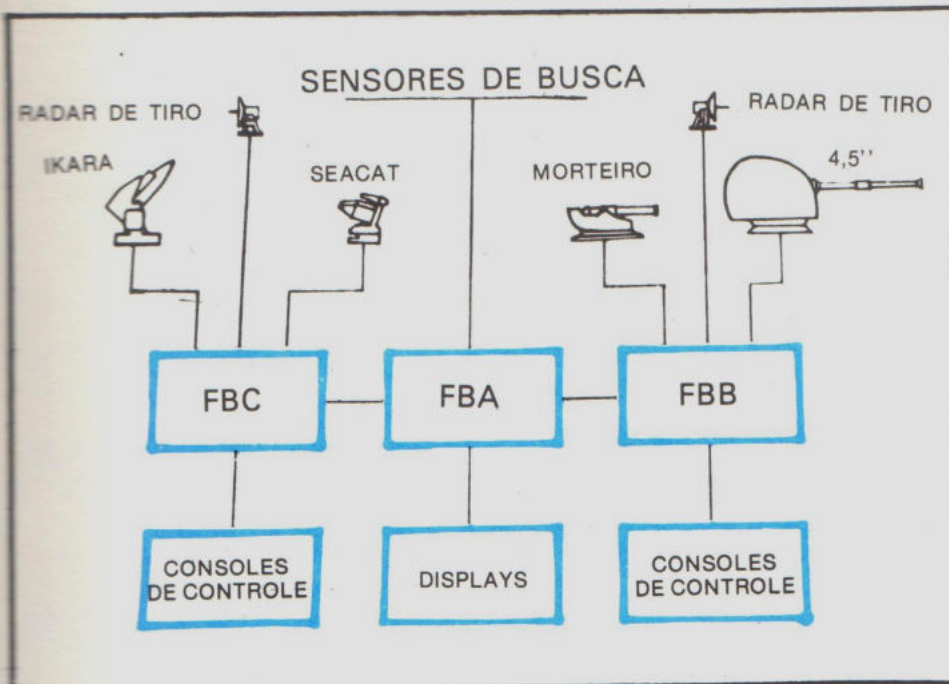 SENSORES DE BUSCA
RADAR DE TIRO
RADAR DE TIRO
IKARA
SEACAT
MORTEIRO
4,5''
FBC
FBA
FBB
CONSOLES
DE CONTROLE
DISPLAYS
CONSOLES
DE CONTROLE